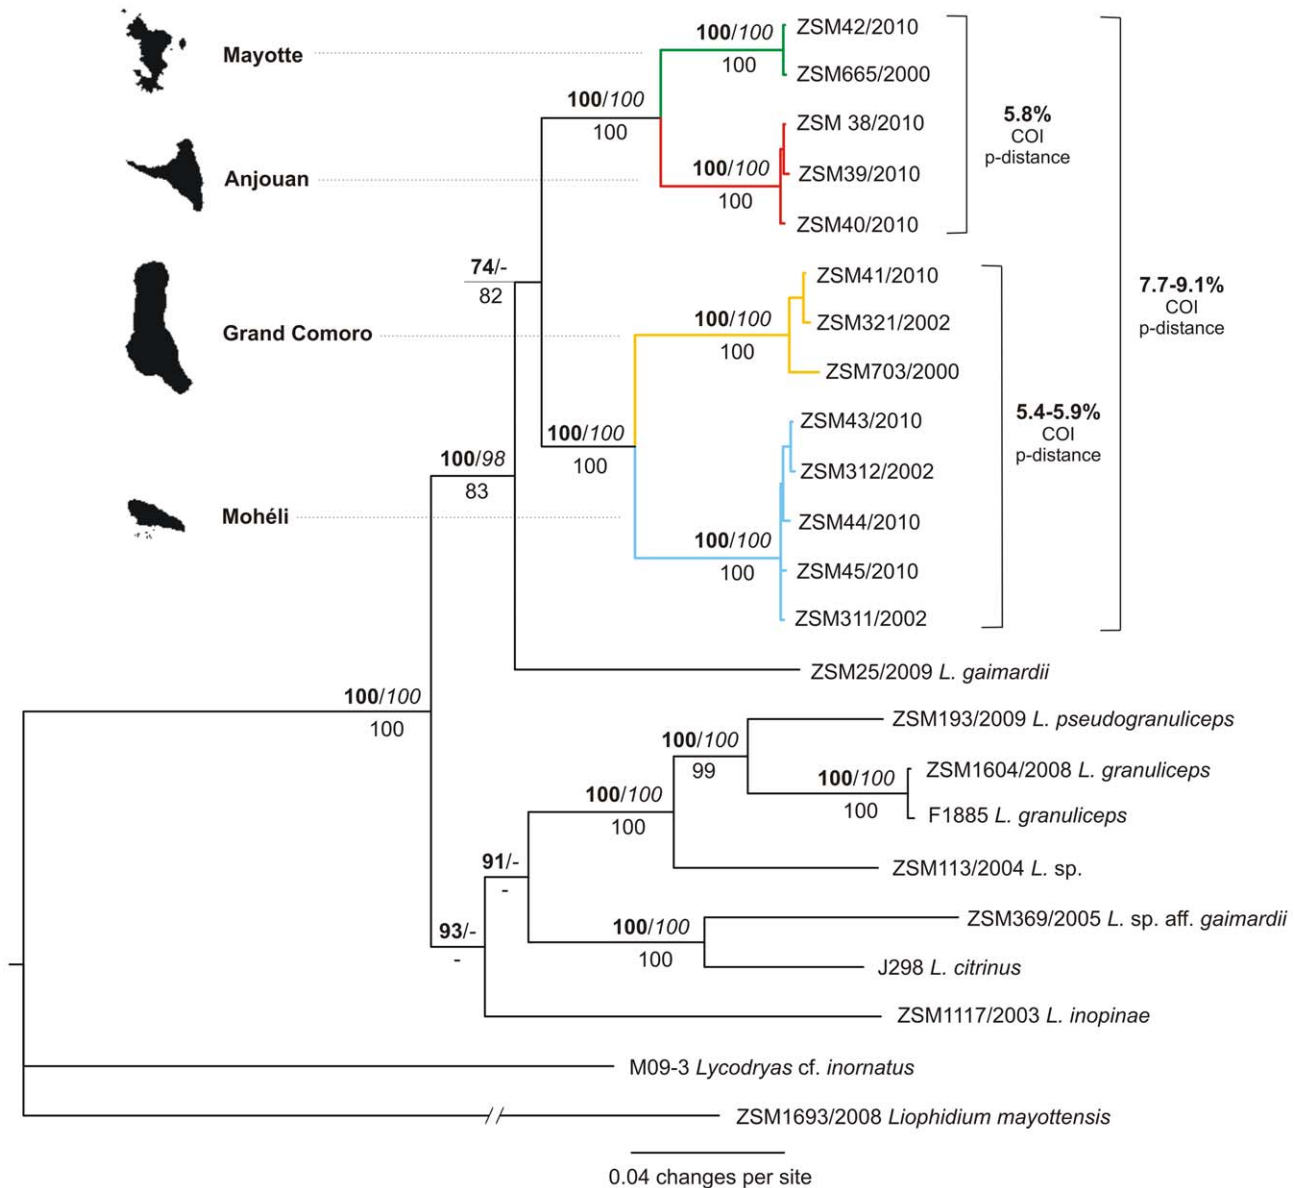 100/100
100
ZSM42/2010
ZSM665/2000
Mayotte
100/100
100
ZSM 38/2010
ZSM39/2010
ZSM40/2010
100/100
100
Anjouan
5.8%
COI
p-distance
74/-
82
ZSM41/2010
ZSM321/2002
ZSM703/2000
100/100
100
Grand Comoro
7.7-9.1%
COI
p-distance
100/100
100
ZSM43/2010
ZSM312/2002
ZSM44/2010
ZSM45/2010
ZSM311/2002
5.4-5.9%
COI
p-distance
100/98
83
Mohéli
100/100
100
ZSM25/2009 L. gaimardii
100/100
100
ZSM193/2009 L. pseudogranuliceps
100/100
99
ZSM1604/2008 L. granuliceps
100/100
100
F1885 L. granuliceps
100/100
100
ZSM113/2004 L. sp.
91/-
-
ZSM369/2005 L. sp. aff. gaimardii
100/100
100
93/-
-
J298 L. citrinus
ZSM1117/2003 L. inopinae
M09-3 Lycodryas cf. inornatus
ZSM1693/2008 Liophidium mayottensis
0.04 changes per site